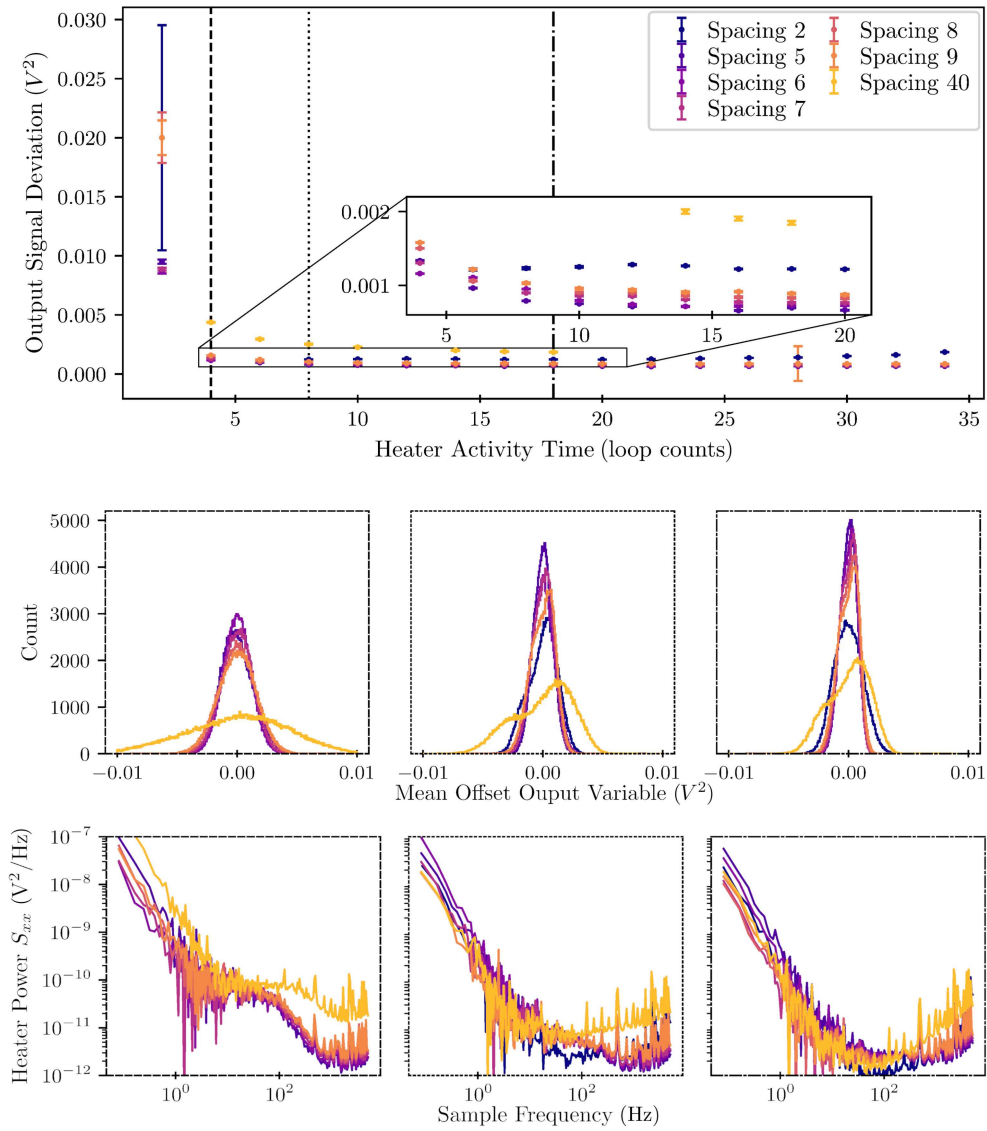 0.030
0.025
0.020
0.015
0.010
0.005
0.000
Output Signal Deviation (V²)
Spacing 2
Spacing 5
Spacing 6
Spacing 7
Spacing 8
Spacing 9
Spacing 40
0.002
0.001
5 10 15 20
5 10 15 20 25 30 35
Heater Activity Time (loop counts)
5000
4000
3000
2000
1000
0
Count
−0.01 0.00 0.01
−0.01 0.00 0.01
−0.01 0.00 0.01
Mean Offset Ouput Variable (V²)
10⁻⁷
10⁻⁸
10⁻⁹
10⁻¹⁰
10⁻¹¹
10⁻¹²
Heater Power Sₓₓ (V²/Hz)
10⁰ 10²
10⁰ 10²
10⁰ 10²
Sample Frequency (Hz)